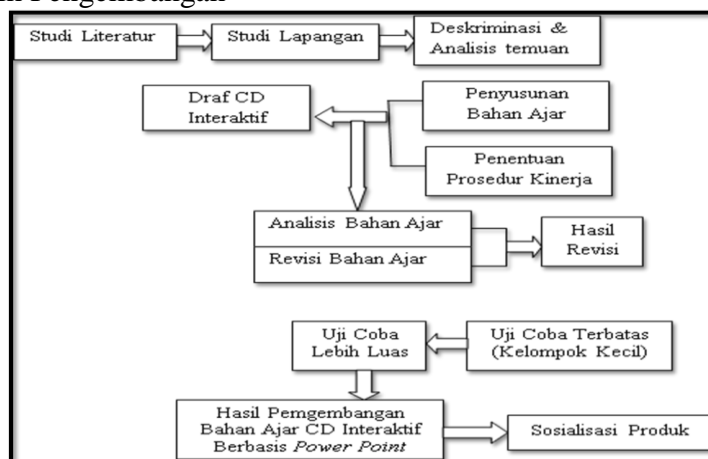 Studi Literatur
Studi Lapangan
Deskriminasi &
Analisis temuan
Draf CD
Interaktif
Penyusunan
Bahan Ajar
Penentuan
Prosedur Kinerja
Analisis Bahan Ajar
Revisi Bahan Ajar
Hasil
Revisi
Uji Coba
Lebih Luas
Uji Coba Terbatas
(Kelompok Kecil)
Hasil Pemgembangan
Bahan Ajar CD Interaktif
Berbasis Power Point
Sosialisasi Produk